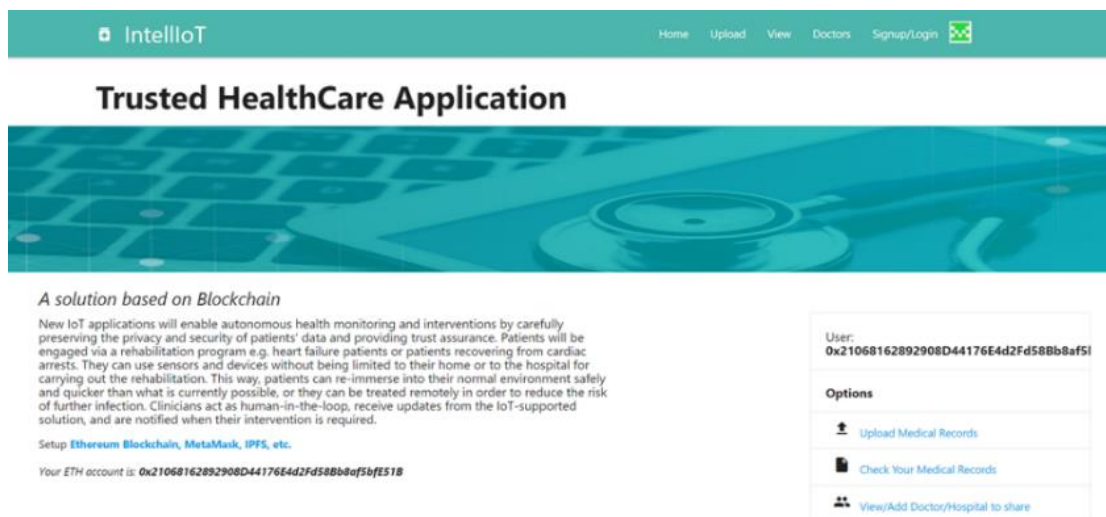 IntellIoT
Home Upload View Doctors Signup/Login
Trusted HealthCare Application
A solution based on Blockchain
New IoT applications will enable autonomous health monitoring and interventions by carefully
preserving the privacy and security of patients' data and providing trust assurance. Patients will be
engaged via a rehabilitation program e.g. heart failure patients or patients recovering from cardiac
arrests. They can use sensors and devices without being limited to their home or to the hospital for
carrying out the rehabilitation. This way, patients can re-immerse into their normal environment safely
and quicker than what is currently possible, or they can be treated remotely in order to reduce the risk
of further infection. Clinicians act as human-in-the-loop, receive updates from the IoT-supported
solution, and are notified when their intervention is required.
Setup Ethereum Blockchain, MetaMask, IPFS, etc.
Your ETH account is: 0x21068162892908D44176E4d2Fd58Bb8af5bfE51B
User:
0x21068162892908D44176E4d2Fd58Bb8af5l
Options
Upload Medical Records
Check Your Medical Records
View/Add Doctor/Hospital to share